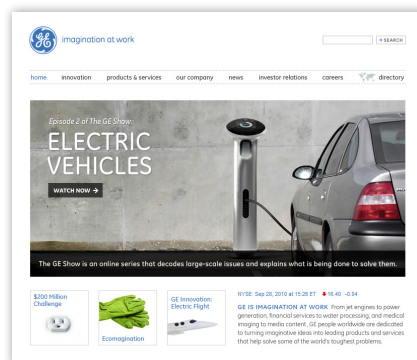 imagination at work
+ SEARCH
home innovation products & services our company news investor relations careers directory
Episode 2 of The GE Show:
ELECTRIC
VEHICLES
WATCH NOW →
The GE Show is an online series that decodes large-scale issues and explains what is being done to solve them.
$200 Million
Challenge
Ecomagination
GE Innovation:
Electric Flight
NYSE: Sep 28, 2010 at 15:26 ET 16.40 -0.04
GE IS IMAGINATION AT WORK From jet engines to power
generation, financial services to water processing, and medical
imaging to media content, GE people worldwide are dedicated
to turning imaginative ideas into leading products and services
that help solve some of the world's toughest problems.